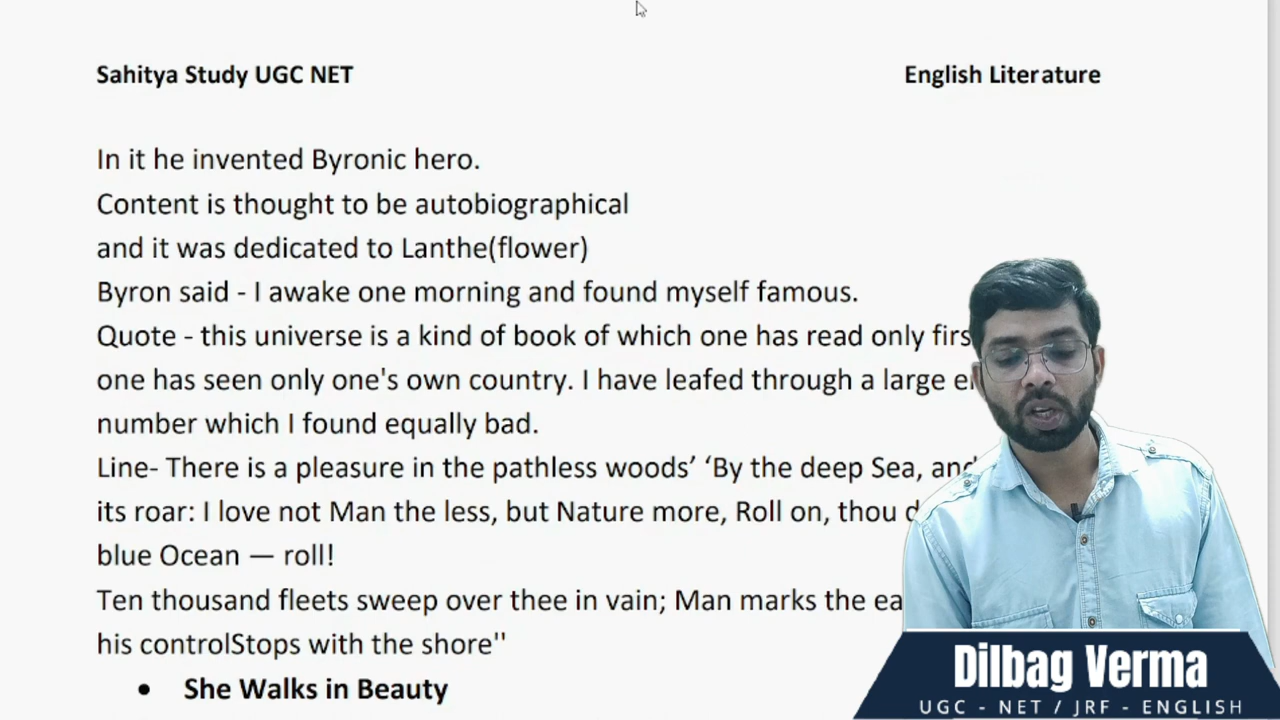 Sahitya Study UGC NET English Literature
In it he invented Byronic hero.
Content is thought to be autobiographical
and it was dedicated to Lanthe(flower)
Byron said - I awake one morning and found myself famous.
Quote - this universe is a kind of book of which one has read only
one has seen only one's own country. I have leafed through a large
number which I found equally bad.
Line- There is a pleasure in the pathless woods’ ‘By the deep Sea, and
its roar: I love not Man the less, but Nature more, Roll on, thou
blue Ocean — roll!
Ten thousand fleets sweep over thee in vain; Man marks the
his controlStops with the shore''
• She Walks in Beauty
Dilbag Verma
UGC - NET / JRF - ENGLISH